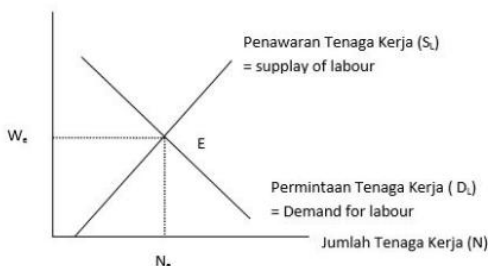 Penawaran Tenaga Kerja (SL)
= supplay of labour
We
E
Permintaan Tenaga Kerja ( DL)
= Demand for labour
Jumlah Tenaga Kerja (N)
Ne